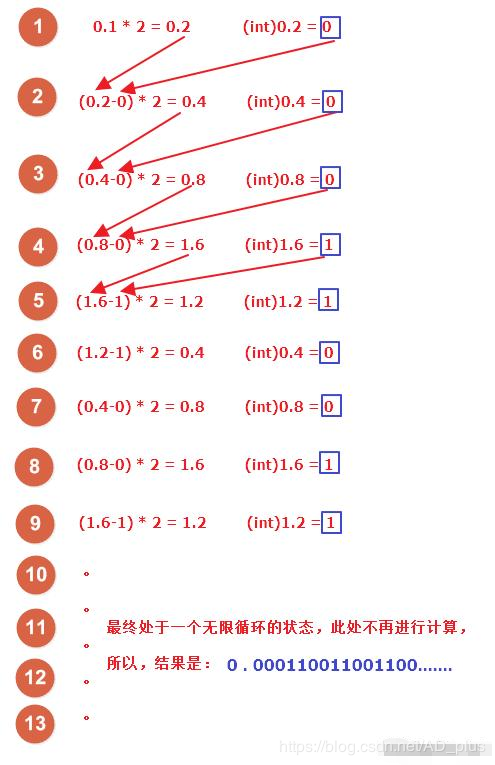 1 0.1 * 2 = 0.2 (int)0.2 = 0
2 (0.2-0) * 2 = 0.4 (int)0.4 = 0
3 (0.4-0) * 2 = 0.8 (int)0.8 = 0
4 (0.8-0) * 2 = 1.6 (int)1.6 = 1
5 (1.6-1) * 2 = 1.2 (int)1.2 = 1
6 (1.2-1) * 2 = 0.4 (int)0.4 = 0
7 (0.4-0) * 2 = 0.8 (int)0.8 = 0
8 (0.8-0) * 2 = 1.6 (int)1.6 = 1
9 (1.6-1) * 2 = 1.2 (int)1.2 = 1
10 。
。
11 最终处于一个无限循环的状态，此处不再进行计算，
。
所以，结果是： 0 . 000110011001100.......
12 。
13 。
https://blog.csdn.net/AD_plus